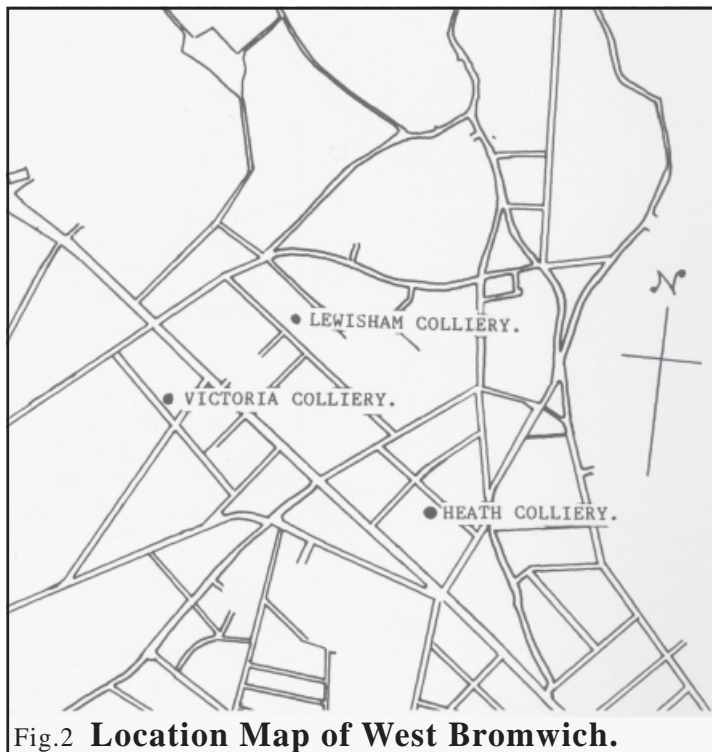 N
LEWISHAM COLLIERY.
VICTORIA COLLIERY.
HEATH COLLIERY.
Fig.2 Location Map of West Bromwich.